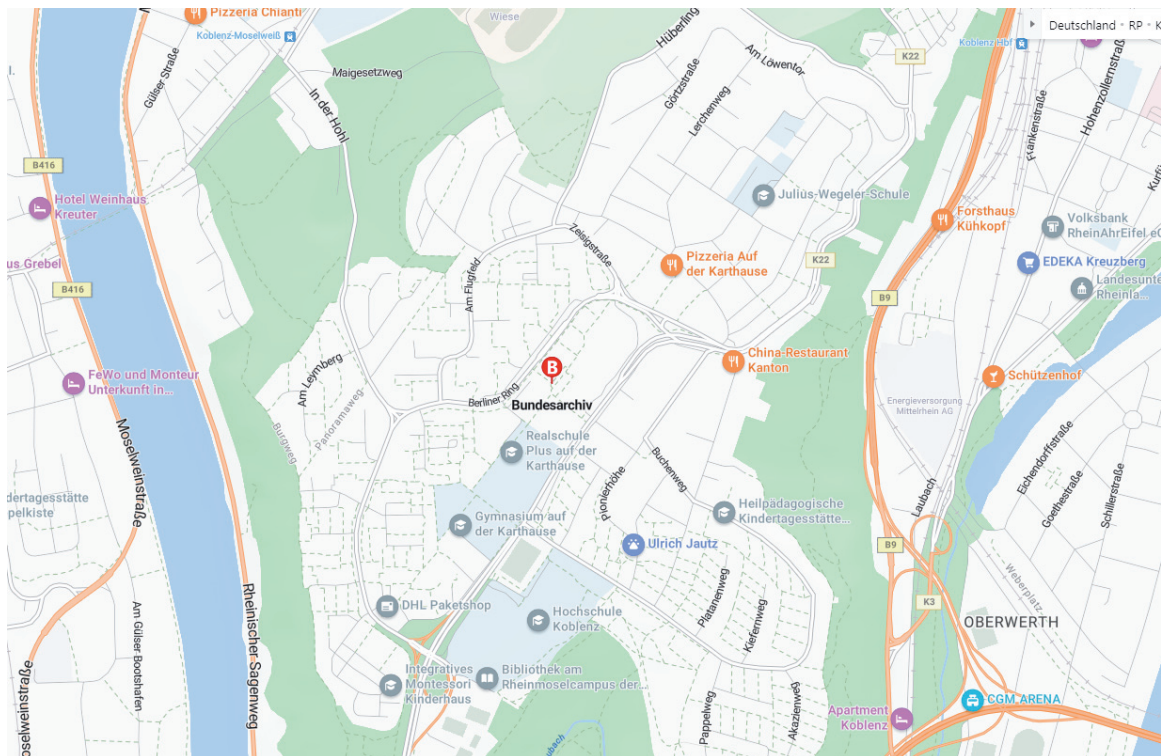 Pizzeria Chianti
Koblenz-Moselweiß
Wiese
Hüberling
K22
Koblenz Hbf
Deutschland • RP • K
Gülser Straße
Maigesetzweg
In der Hohl
Am Löwentor
Görtzstraße
Lerchenweg
Frankenstraße
Hohenzollernstraße
B416
Hotel Weinhaus
Kreuter
Julius-Wegeler-Schule
Forsthaus
Kühkopf
Volksbank
RheinAhrEifel eG
Zeisigstraße
Pizzeria Auf
der Karthause
K22
EDEKA Kreuzberg
us Grebel
B416
Am Flugfeld
B9
Landesunte
Rheinla...
FeWo und Monteur
Unterkunft in...
Am Leymberg
Panoramaweg
B
Berliner Ring
Bundesarchiv
China-Restaurant
Kanton
Schützenhof
Energieversorgung
Mittelrhein AG
Burgweg
Moselweinstraße
Realschule
Plus auf der
Karthause
Pionierhöhe
Buchenweg
Eichendorffstraße
Goethestraße
Schillerstraße
Laubach
dertagesstätte
pelkiste
Gymnasium auf
der Karthause
Heilpädagogische
Kindertagesstätte...
Ulrich Jautz
B9
Weberplatz
Rheinischer Sagenweg
Am Gülser Bootshafen
DHL Paketshop
Hochschule
Koblenz
Platanenweg
Kiefernweg
K3
OBERWERTH
Integratives
Montessori
Kinderhaus
Bibliothek am
Rheinmoselcampus der...
Pappelweg
Akazienweg
Apartment
Koblenz
CGM ARENA
oselweinstraße
ubach